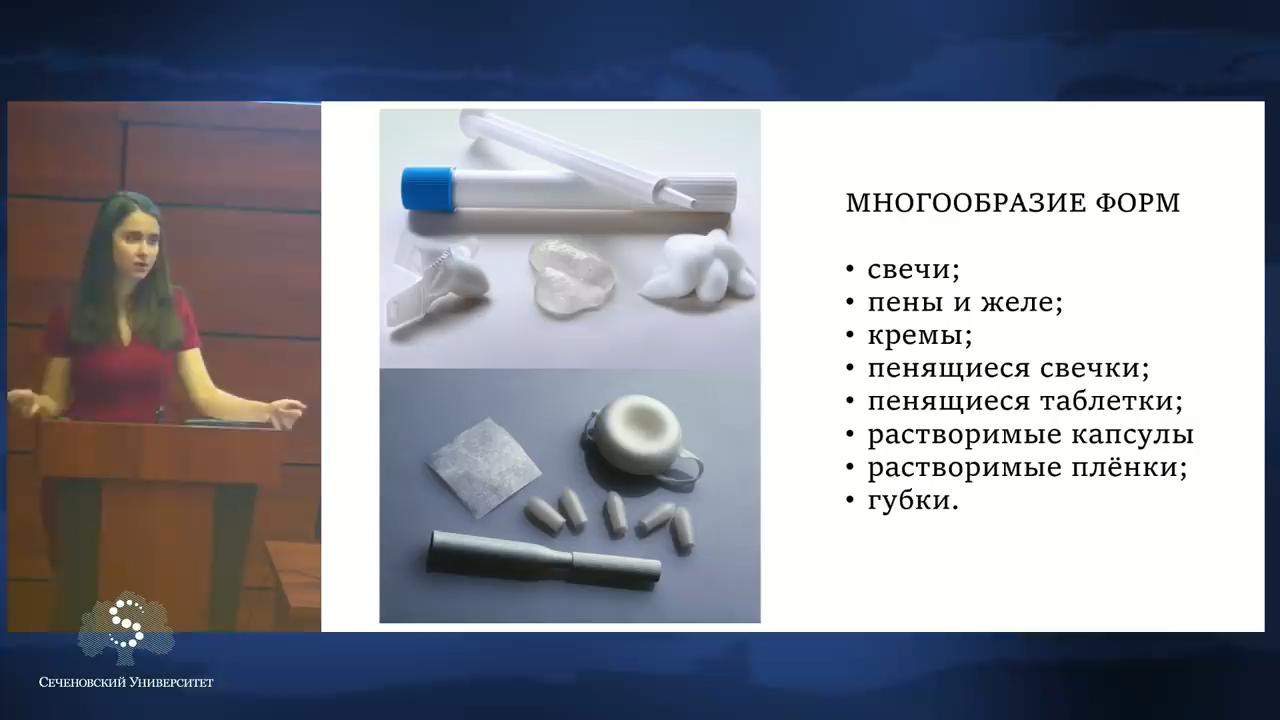 МНОГООБРАЗИЕ ФОРМ
• свечи;
• пены и желе;
• кремы;
• пенящиеся свечки;
• пенящиеся таблетки;
• растворимые капсулы
• растворимые плёнки;
• губки.
S
СЕЧЕНОВСКИЙ УНИВЕРСИТЕТ